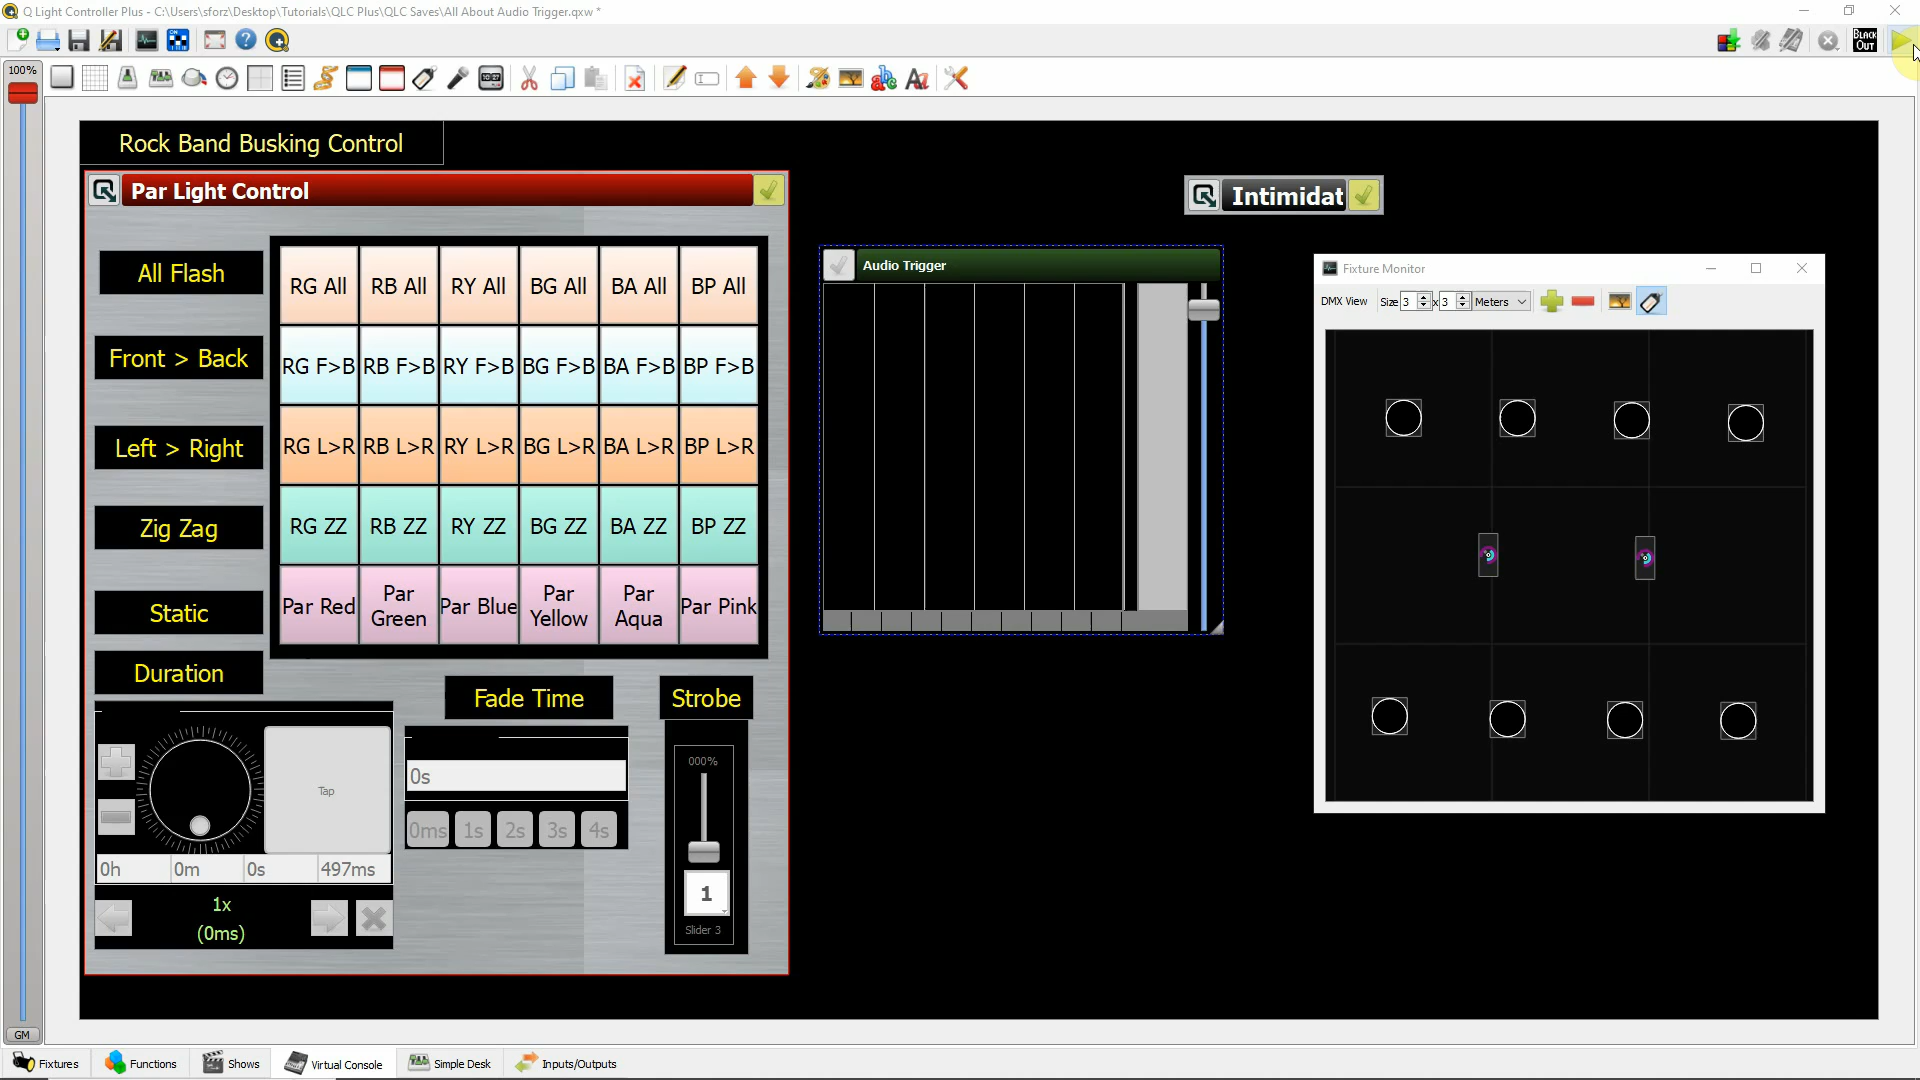 Q Light Controller Plus - C:\Users\sforz\Desktop\Tutorials\QLC Plus\QLC Saves\All About Audio Trigger.qxw *
BLACK
OUT
100%
Rock Band Busking Control
Par Light Control
Intimidat
All Flash
RG All RB All RY All BG All BA All BP All
Front > Back
RG F>B RB F>B RY F>B BG F>B BA F>B BP F>B
Left > Right
RG L>R RB L>R RY L>R BG L>R BA L>R BP L>R
Zig Zag
RG ZZ RB ZZ RY ZZ BG ZZ BA ZZ BP ZZ
Static
Par Red Par Green Par Blue Par Yellow Par Aqua Par Pink
Duration
Tap
0h 0m 0s 497ms
1x
(0ms)
Fade Time
0s
0ms 1s 2s 3s 4s
Strobe
000%
1
Slider 3
Audio Trigger
Fixture Monitor
DMX View Size 3 x 3 Meters
GM
Fixtures Functions Shows Virtual Console Simple Desk Inputs/Outputs